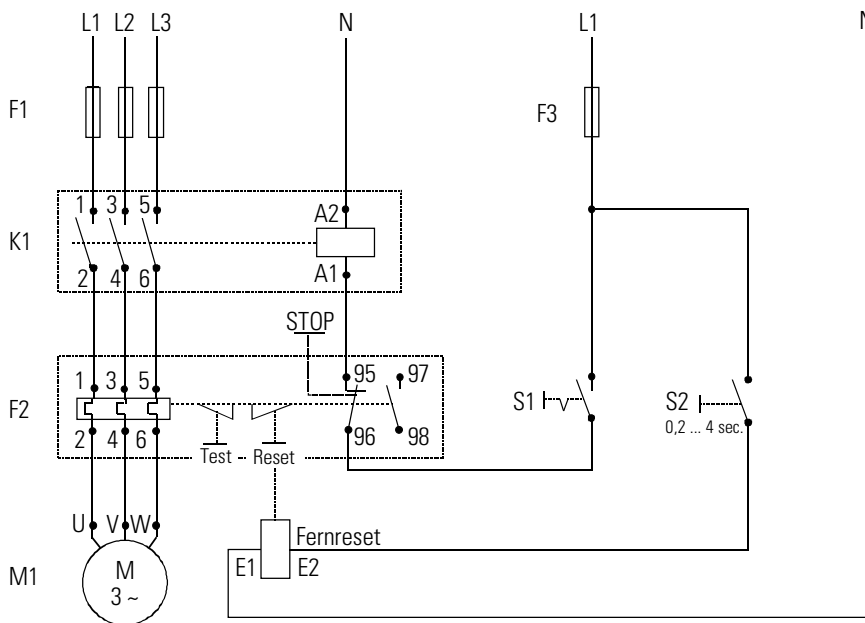 L1 L2 L3 N L1
F1
F3
1 3 5
A2
K1
2 4 6
A1
STOP
1 3 5
95 97
F2
S1
S2
0,2 ... 4 sec.
2 4 6
96 98
Test Reset
U V W
Fernreset
E1 E2
M1
M
3 ~